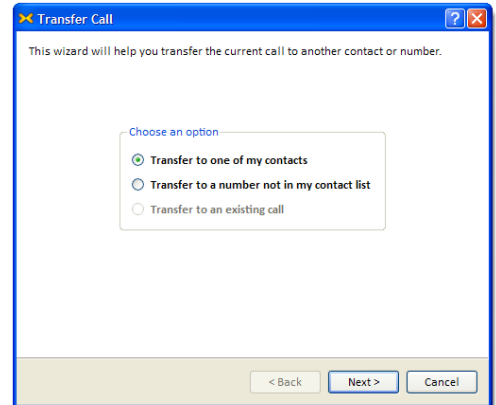 Transfer Call
This wizard will help you transfer the current call to another contact or number.
Choose an option
Transfer to one of my contacts
Transfer to a number not in my contact list
Transfer to an existing call
< Back Next > Cancel